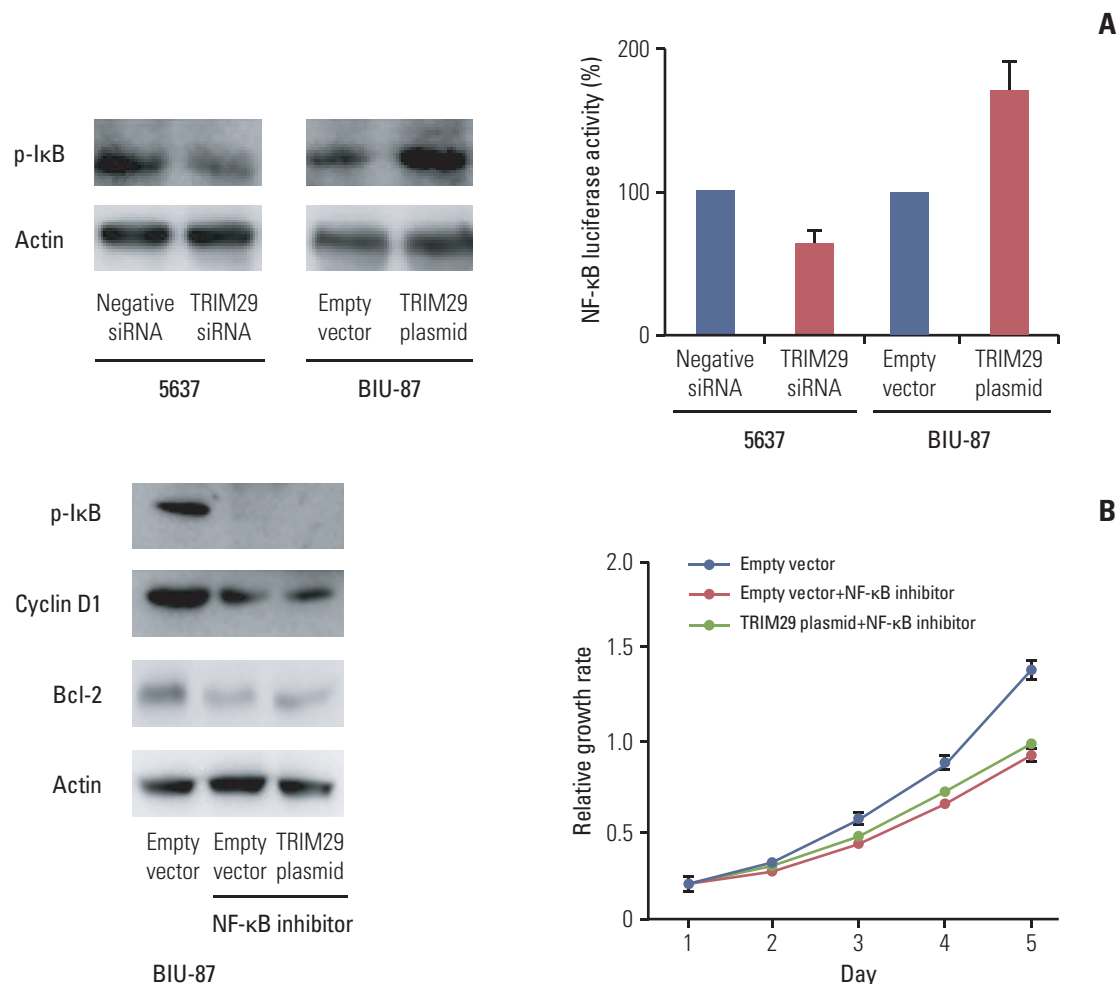 A
p-IκB
Actin
Negative siRNA
TRIM29 siRNA
Empty vector
TRIM29 plasmid
5637
BIU-87
NF-κB luciferase activity (%)
200
100
0
Negative siRNA
TRIM29 siRNA
Empty vector
TRIM29 plasmid
5637
BIU-87
B
p-IκB
Cyclin D1
Bcl-2
Actin
Empty vector
Empty vector
TRIM29 plasmid
NF-κB inhibitor
BIU-87
Relative growth rate
2.0
1.5
1.0
0.5
0
Empty vector
Empty vector+NF-κB inhibitor
TRIM29 plasmid+NF-κB inhibitor
1 2 3 4 5
Day